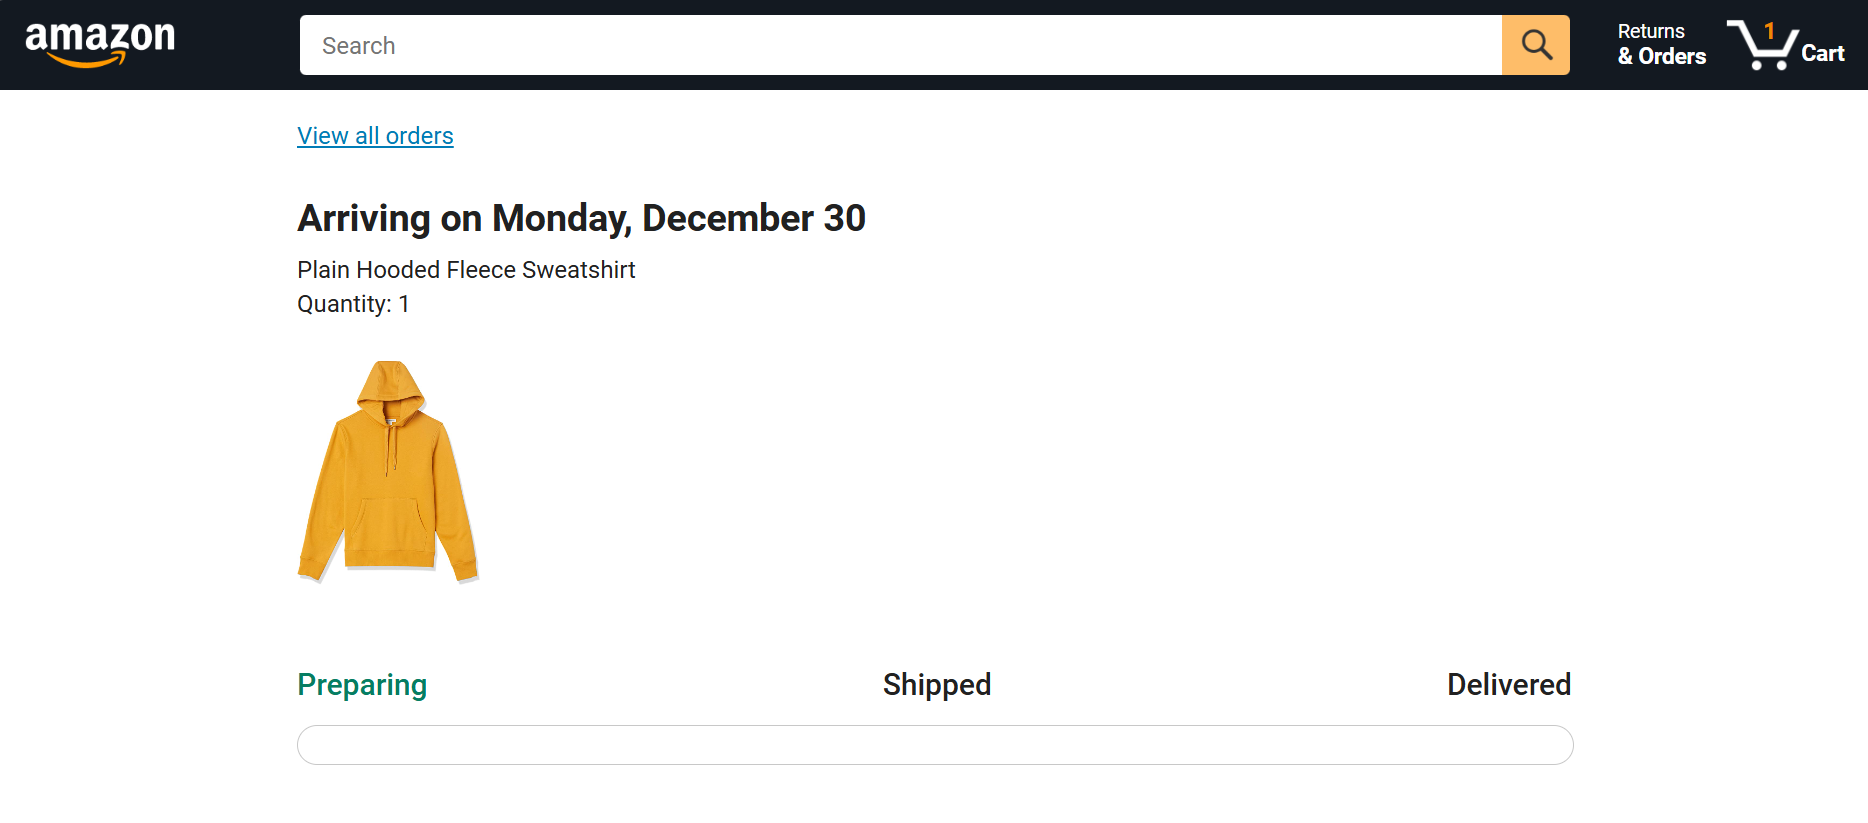 amazon
Search
Returns
& Orders
1
Cart
View all orders
Arriving on Monday, December 30
Plain Hooded Fleece Sweatshirt
Quantity: 1
Preparing
Shipped
Delivered